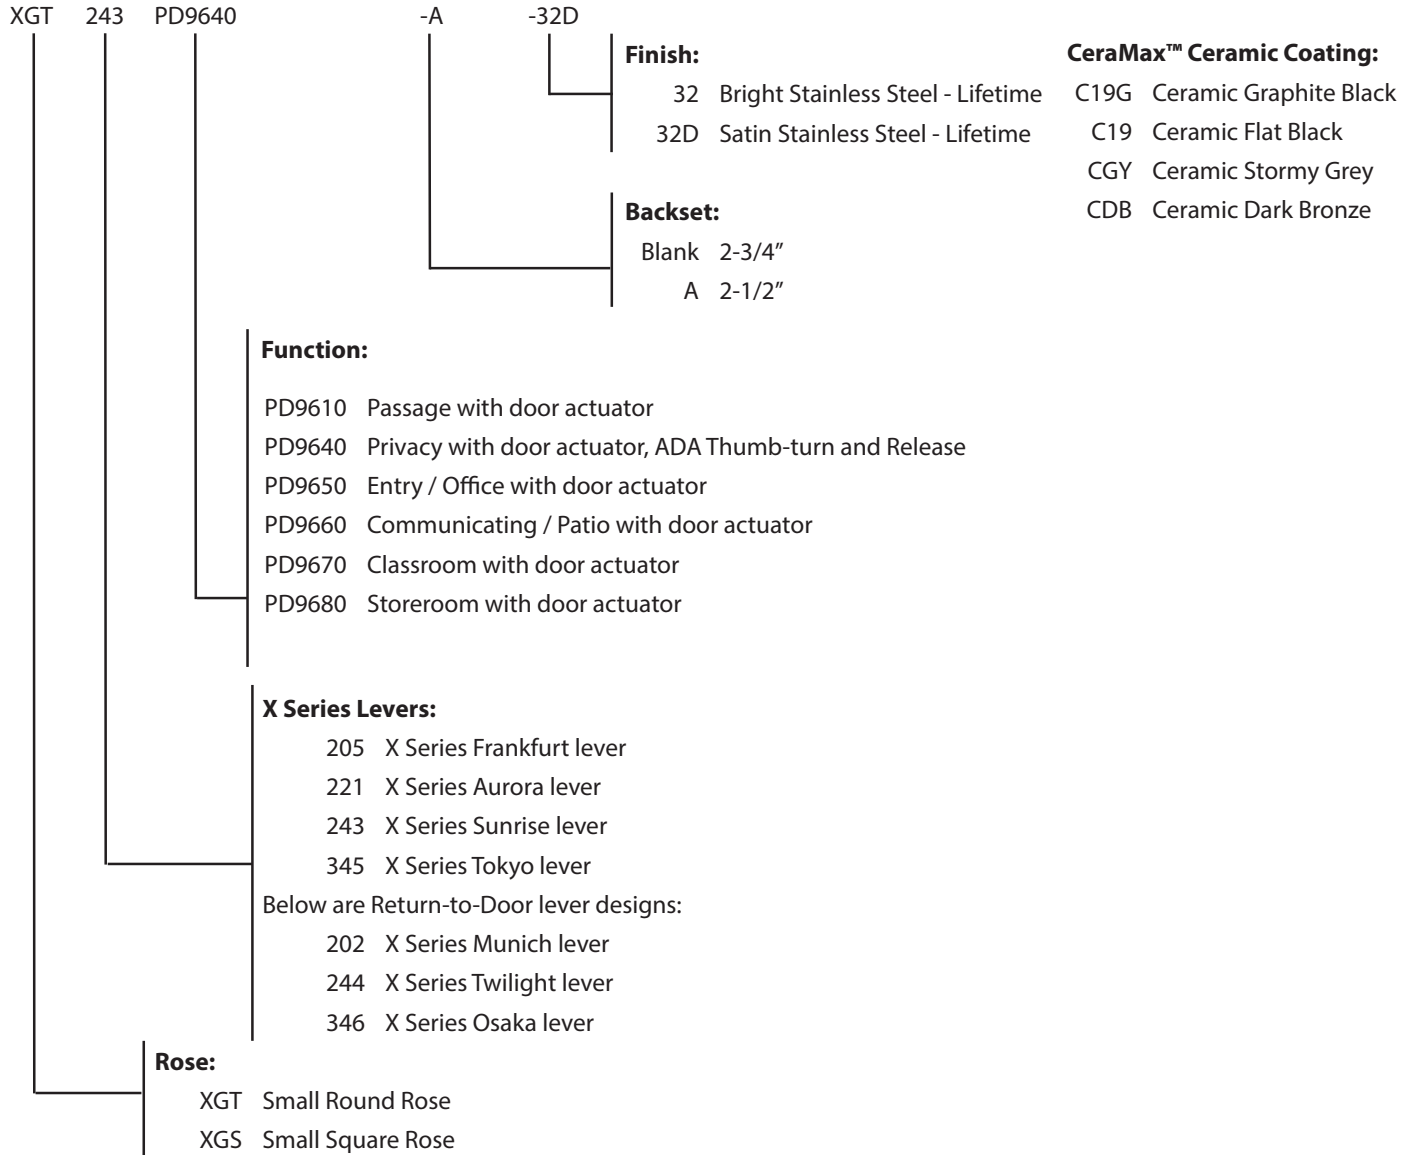 XGT 243 PD9640 -A -32D
Finish:
32 Bright Stainless Steel - Lifetime
32D Satin Stainless Steel - Lifetime
CeraMax™ Ceramic Coating:
C19G Ceramic Graphite Black
C19 Ceramic Flat Black
CGY Ceramic Stormy Grey
CDB Ceramic Dark Bronze
Backset:
Blank 2-3/4”
A 2-1/2”
Function:
PD9610 Passage with door actuator
PD9640 Privacy with door actuator, ADA Thumb-turn and Release
PD9650 Entry / Office with door actuator
PD9660 Communicating / Patio with door actuator
PD9670 Classroom with door actuator
PD9680 Storeroom with door actuator
X Series Levers:
205 X Series Frankfurt lever
221 X Series Aurora lever
243 X Series Sunrise lever
345 X Series Tokyo lever
Below are Return-to-Door lever designs:
202 X Series Munich lever
244 X Series Twilight lever
346 X Series Osaka lever
Rose:
XGT Small Round Rose
XGS Small Square Rose